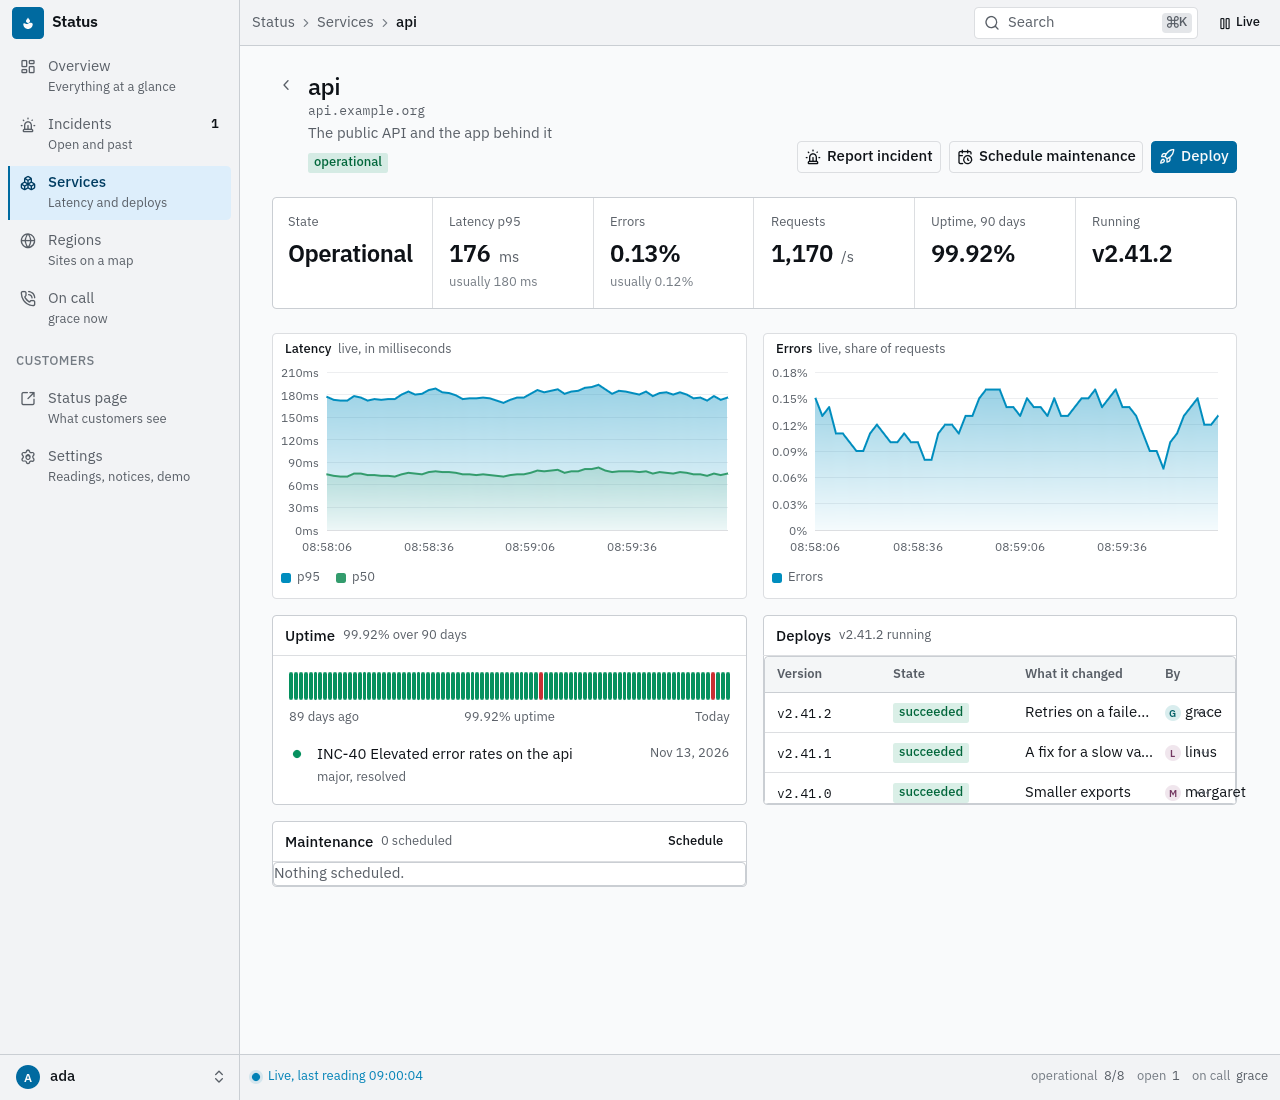 Status
Overview
Everything at a glance
Incidents 1
Open and past
Services
Latency and deploys
Regions
Sites on a map
On call
grace now
CUSTOMERS
Status page
What customers see
Settings
Readings, notices, demo
ada
Status > Services > api
Search ⌘K
Live
api
api.example.org
The public API and the app behind it
operational
Report incident
Schedule maintenance
Deploy
State
Operational
Latency p95
176 ms
usually 180 ms
Errors
0.13%
usually 0.12%
Requests
1,170 /s
Uptime, 90 days
99.92%
Running
v2.41.2
Latency live, in milliseconds
210ms
180ms
150ms
120ms
90ms
60ms
30ms
0ms
08:58:06 08:58:36 08:59:06 08:59:36
p95 p50
Errors live, share of requests
0.18%
0.15%
0.12%
0.09%
0.06%
0.03%
0%
08:58:06 08:58:36 08:59:06 08:59:36
Errors
Uptime 99.92% over 90 days
89 days ago 99.92% uptime Today
INC-40 Elevated error rates on the api Nov 13, 2026
major, resolved
Deploys v2.41.2 running
Version State What it changed By
v2.41.2 succeeded Retries on a faile... G grace
v2.41.1 succeeded A fix for a slow va... L linus
v2.41.0 succeeded Smaller exports M margaret
Maintenance 0 scheduled Schedule
Nothing scheduled.
A
Live, last reading 09:00:04
operational 8/8 open 1 on call grace